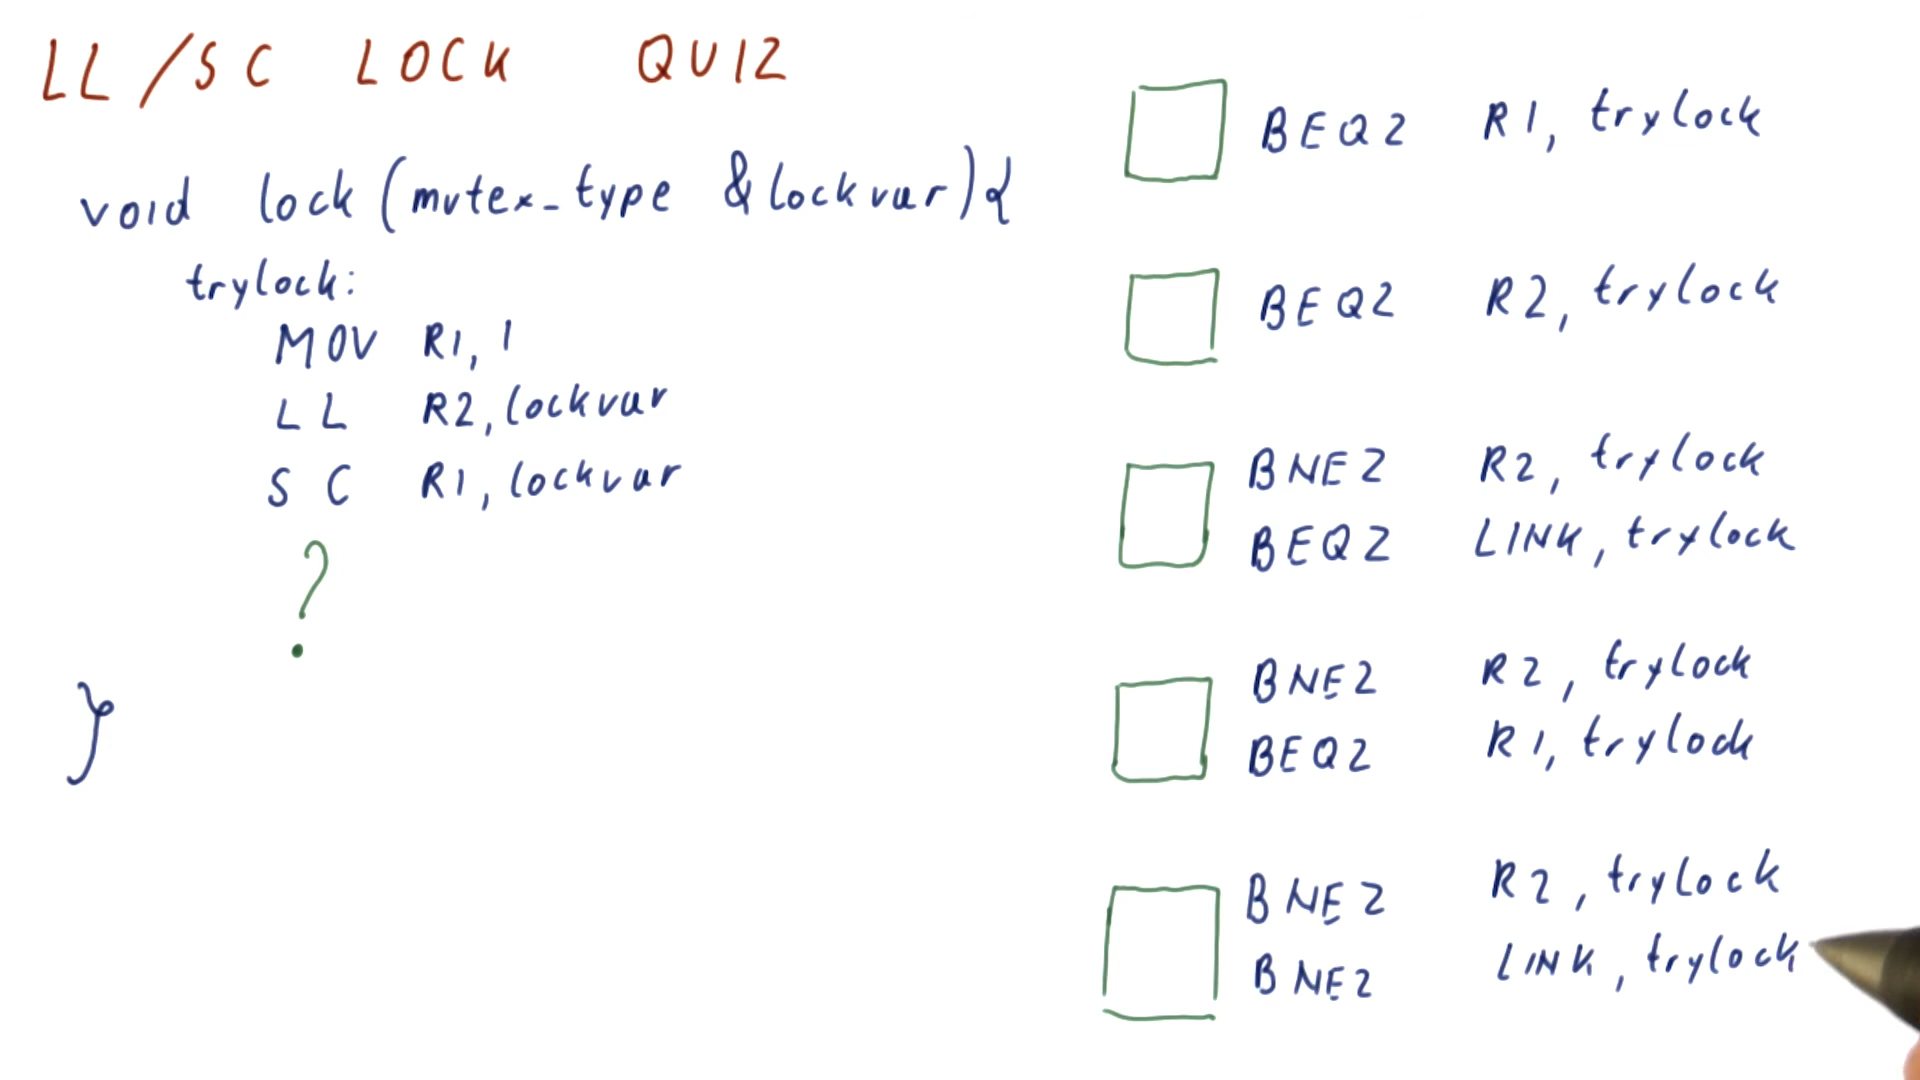 LL/SC LOCK QUIZ
void lock (mutex_type &lockvar){
trylock:
MOV R1, 1
LL R2, lockvar
SC R1, lockvar
?
}
BEQZ R1, trylock
BEQZ R2, trylock
BNEZ R2, trylock
BEQZ LINK, trylock
BNEZ R2, trylock
BEQZ R1, trylock
BNEZ R2, trylock
BNEZ LINK, trylock